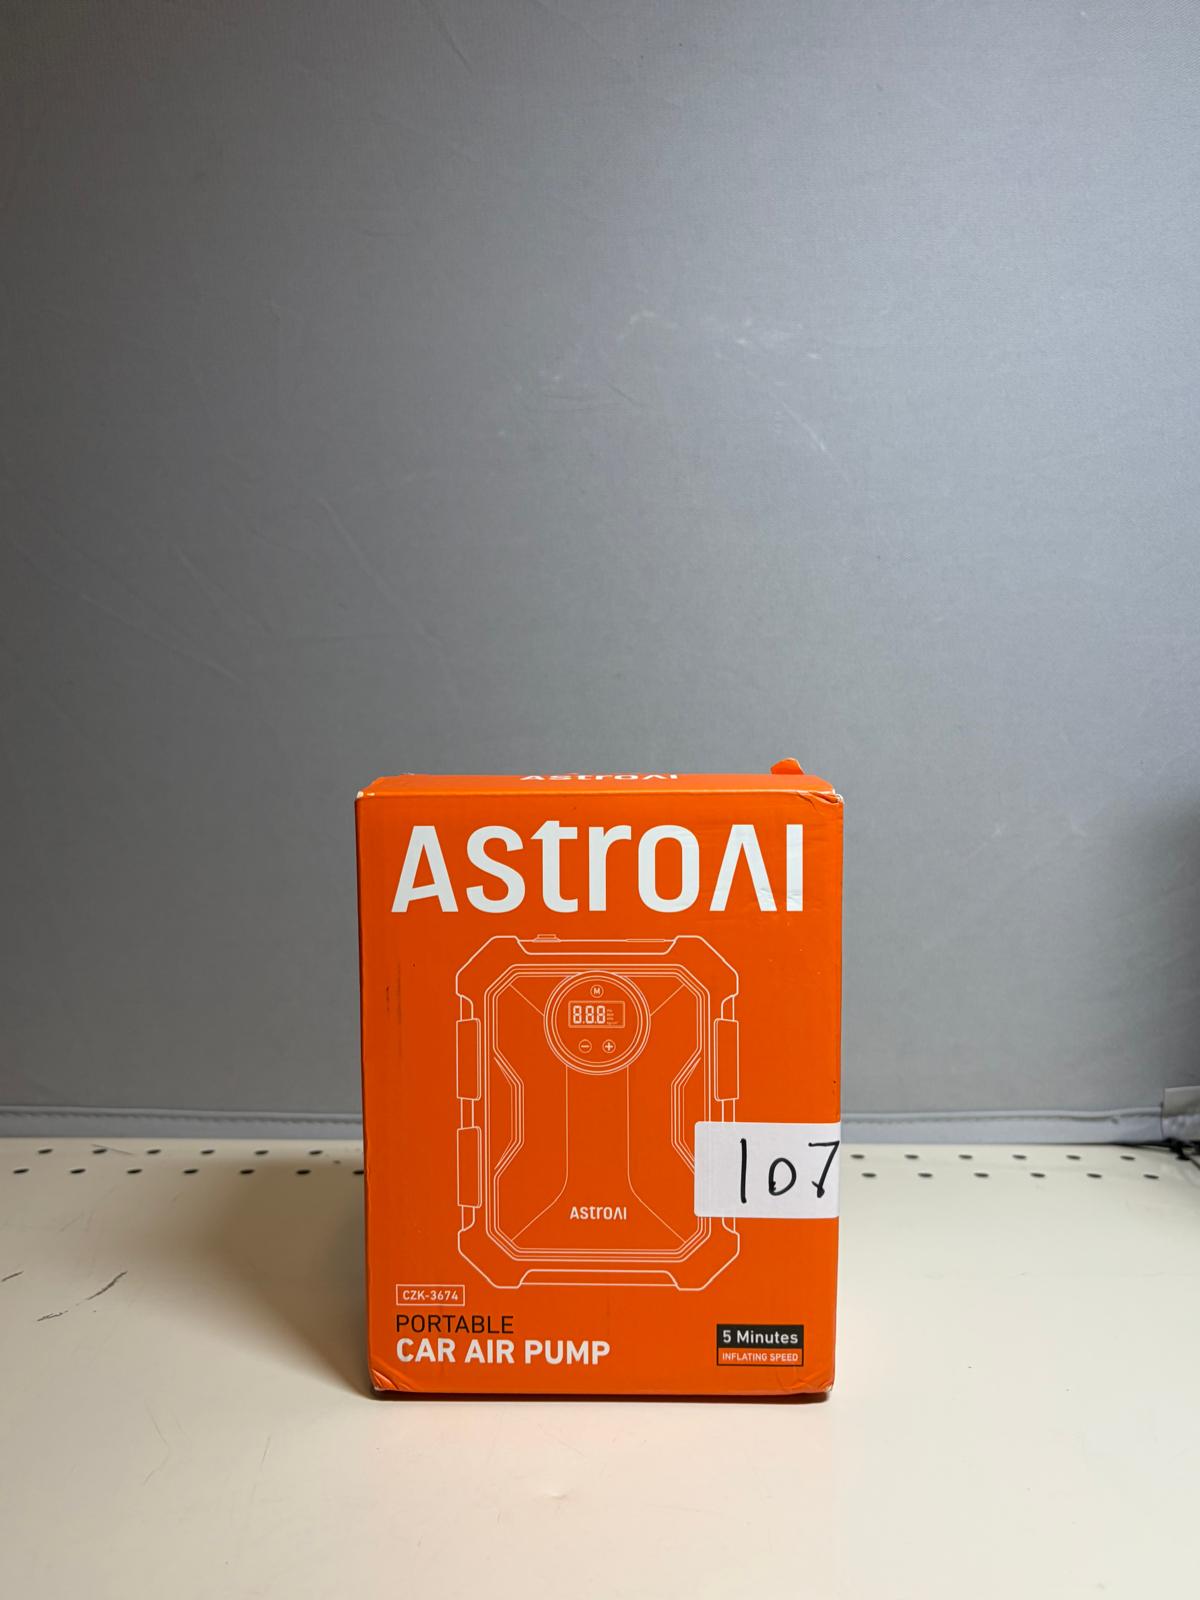 AstroAI
AstroAI
M
8.8.8
− +
107
AstroAI
CZK-3674
PORTABLE
CAR AIR PUMP
5 Minutes
INFLATING SPEED